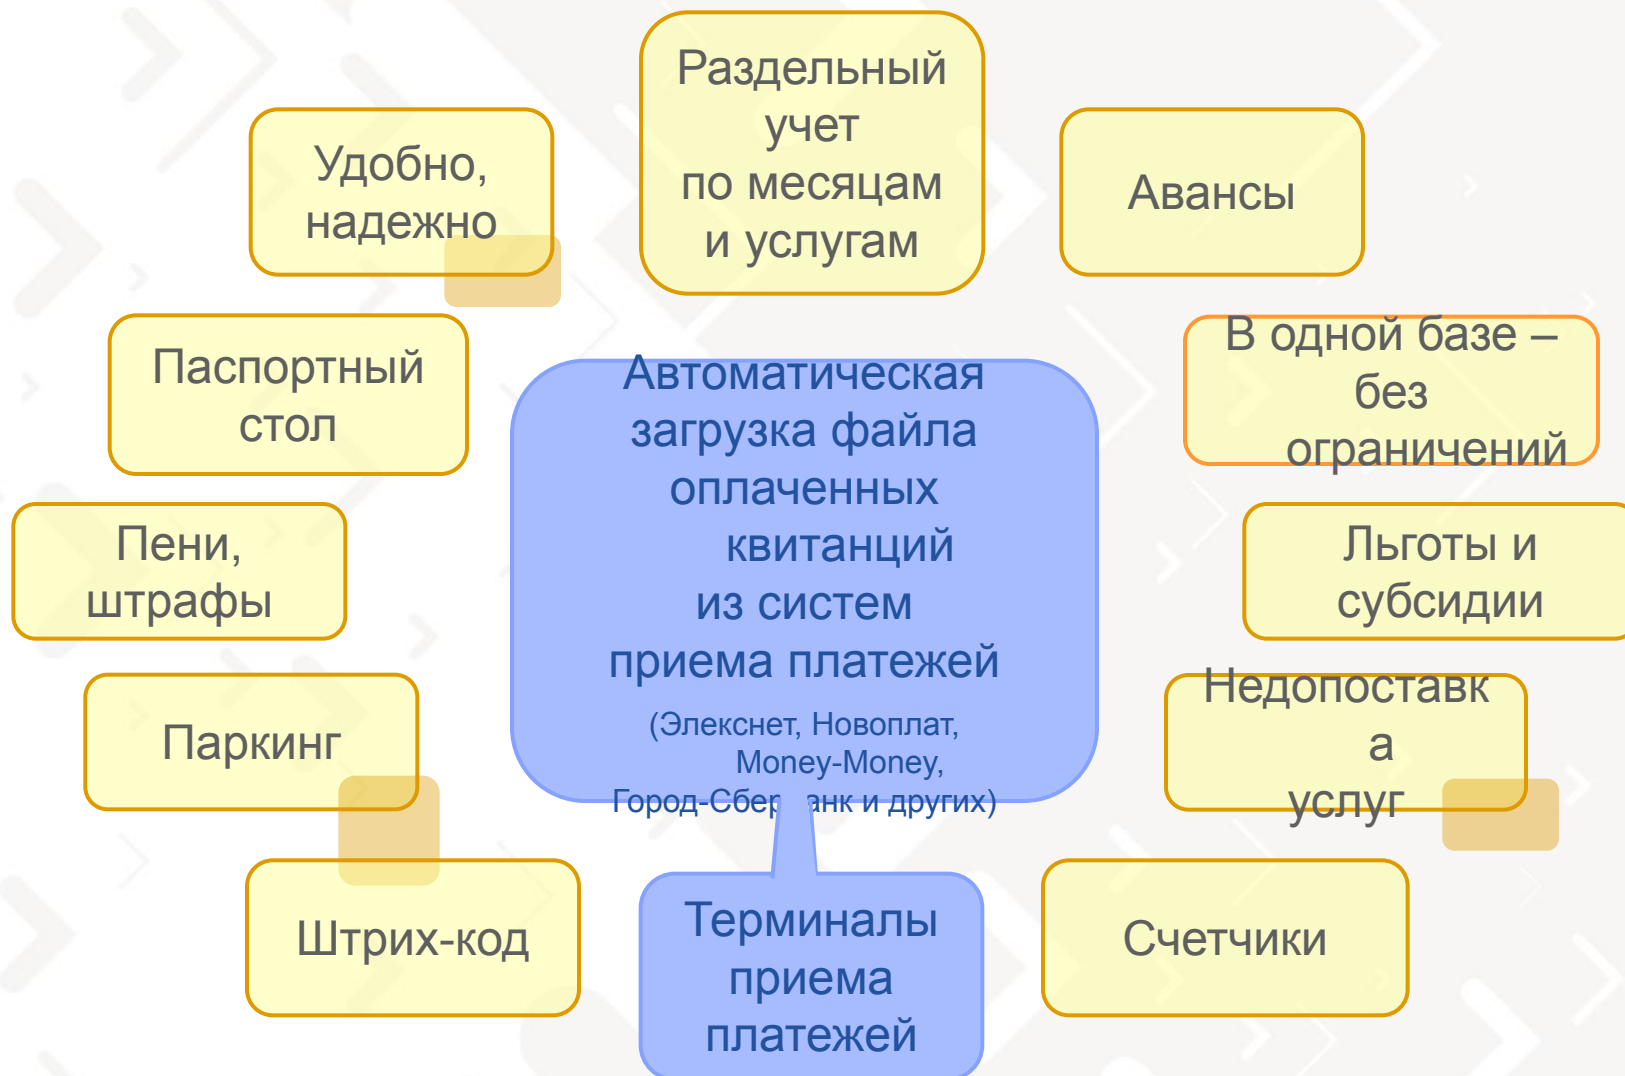 Раздельный
учет
по месяцам
и услугам
Удобно,
надежно
Авансы
Паспортный
стол
В одной базе –
без
ограничений
Автоматическая
загрузка файла
оплаченных
квитанций
из систем
приема платежей
(Элекснет, Новоплат,
Money-Money,
Город-Сбербанк и других)
Пени,
штрафы
Льготы и
субсидии
Паркинг
Недопоставк
а
услуг
Штрих-код
Терминалы
приема
платежей
Счетчики